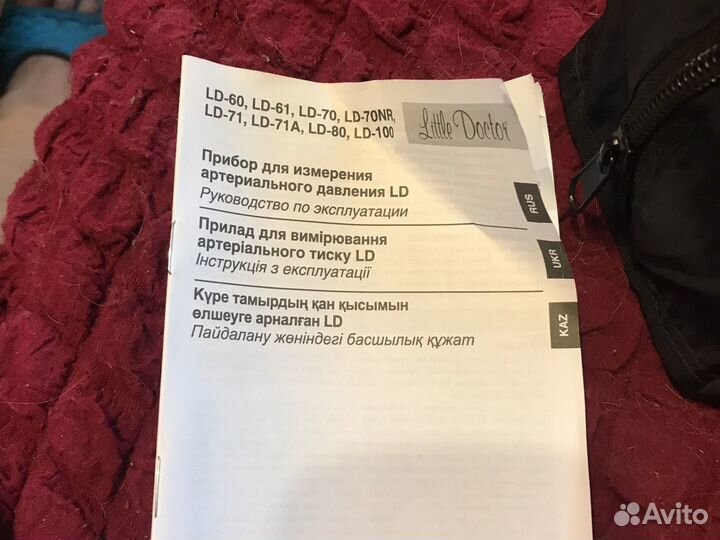 LD-60, LD-61, LD-70, LD-70NR,
LD-71, LD-71A, LD-80, LD-100
Little Doctor
Прибор для измерения
артериального давления LD
Руководство по эксплуатации
RUS
Прилад для вимірювання
артеріального тиску LD
Інструкція з експлуатації
UKR
Күре тамырдың қан қысымын
өлшеуге арналған LD
Пайдалану жөніндегі басшылық құжат
KAZ
Avito